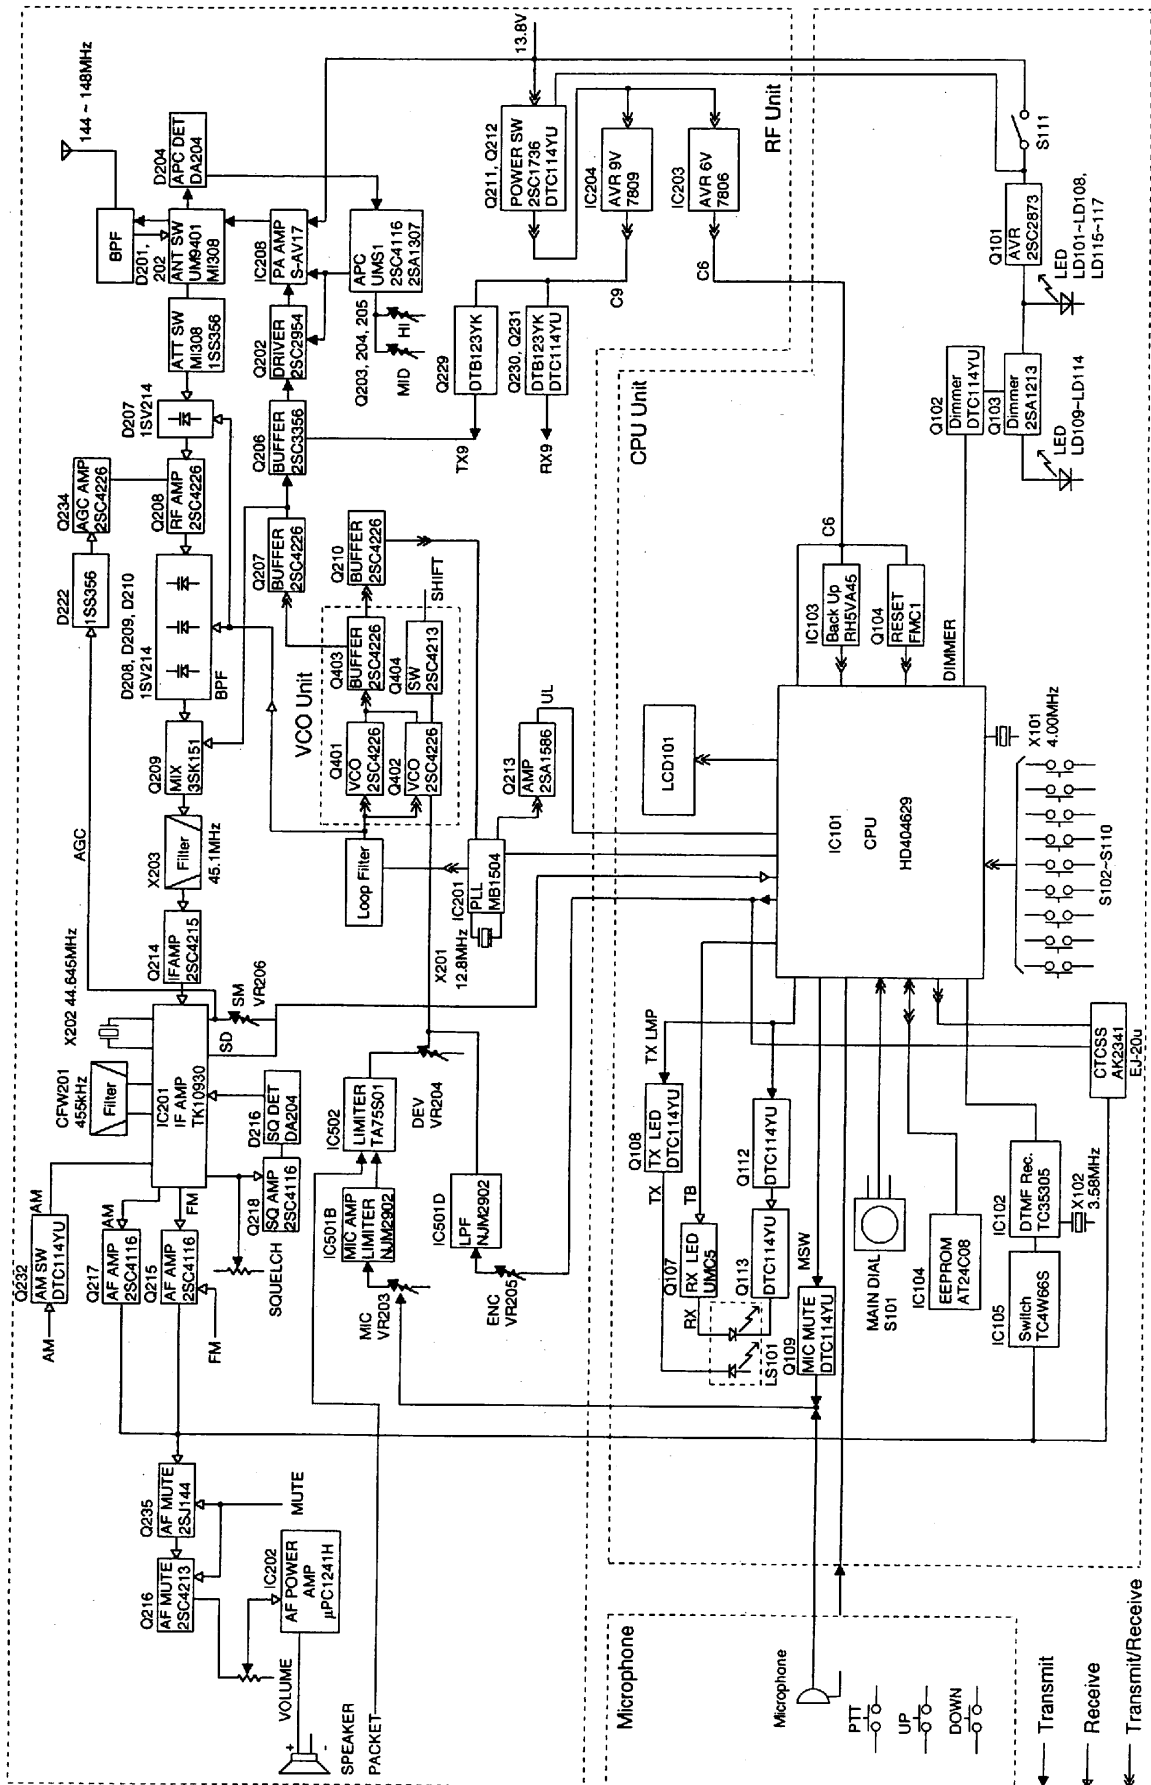 144 ~ 148MHz
BPF
D201,
202
ANT SW
UM9401
MI308
D204
APC DET
DA204
ATT SW
MI308
1SS356
IC208
PA AMP
S-AV17
APC
UMS1
2SC4116
2SA1307
Q203, 204, 205
HI
MID
Q202
DRIVER
2SC2954
Q206
BUFFER
2SC3356
Q207
BUFFER
2SC4226
Q210
BUFFER
2SC4226
D207
1SV214
Q208
RF AMP
2SC4226
Q234
AGC AMP
2SC4226
D222
1SS356
D208, D209, D210
1SV214
BPF
Q209
MIX
3SK151
X203
Filter
45.1MHz
AGC
Q214
IFAMP
2SC4215
X202 44.645MHz
CFW201
455kHz
Filter
IC201
IF AMP
TK10930
SM
VR206
SD
D216
SQ DET
DA204
Q218
SQ AMP
2SC4116
SQUELCH
AM
FM
Q232
AM SW
DTC114YU
AM
Q217
AF AMP
2SC4116
Q215
AF AMP
2SC4116
FM
Q235
AF MUTE
2SJ144
MUTE
Q216
AF MUTE
2SC4213
IC202
AF POWER
AMP
µPC1241H
VOLUME
+
-
SPEAKER
PACKET
VCO Unit
Q401
VCO
2SC4226
Q402
VCO
2SC4226
Q403
BUFFER
2SC4226
Q404
SW
2SC4213
SHIFT
Loop Filter
IC201
PLL
MB1504
X201
12.8MHz
Q213
AMP
2SA1586
UL
IC502
LIMITER
TA75S01
DEV
VR204
IC501B
MIC AMP
LIMITER
NJM2902
MIC
VR203
IC501D
LPF
NJM2902
ENC
VR205
13.8V
Q211, Q212
POWER SW
2SC1736
DTC114YU
IC204
AVR 9V
7809
IC203
AVR 6V
7806
C9
C6
Q229
DTB123YK
TX9
Q230, Q231
DTB123YK
DTC114YU
RX9
RF Unit
CPU Unit
S111
Q101
AVR
2SC2873
LED
LD101~LD108,
LD115~117
Q102
Dimmer
DTC114YU
Q103
Dimmer
2SA1213
LED
LD109~LD114
DIMMER
C6
IC103
Back Up
RH5VA45
Q104
RESET
FMC1
LCD101
IC101
CPU
HD404629
X101
4.00MHz
S102~S110
TX LMP
Q108
TX LED
DTC114YU
TX
Q112
DTC114YU
Q113
DTC114YU
TB
Q107
RX LED
UMC5
RX
LS101
MSW
Q109
MIC MUTE
DTC114YU
MAIN DIAL
S101
IC104
EEPROM
AT24C08
IC102
DTMF Rec.
TC35305
X102
3.58MHz
IC105
Switch
TC4W66S
CTCSS
AK2341
EJ-20u
Microphone
Microphone
PTT
UP
DOWN
Transmit
Receive
Transmit/Receive